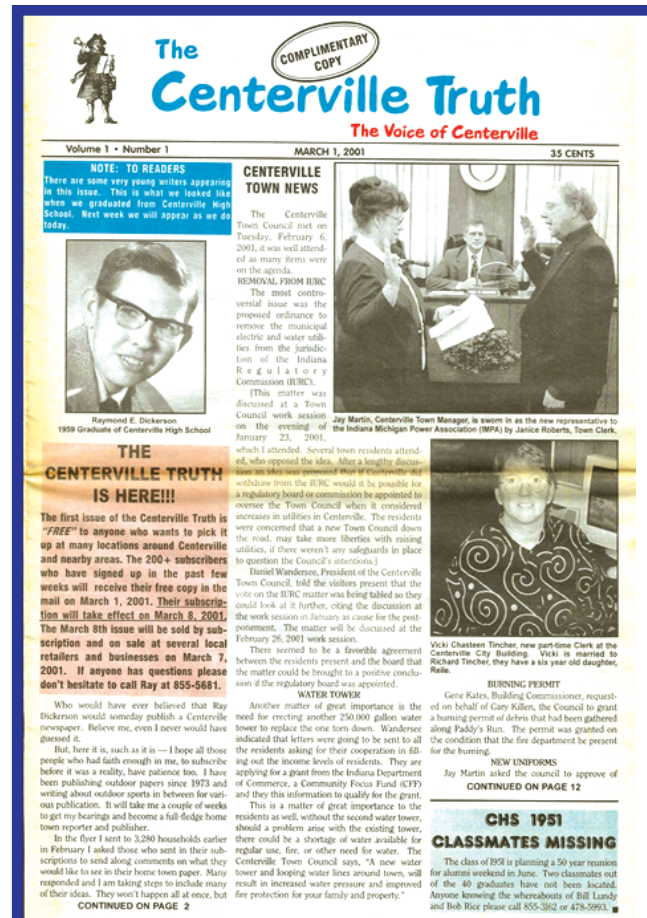 The
COMPLIMENTARY
COPY
Centerville Truth
The Voice of Centerville
Volume 1 • Number 1
MARCH 1, 2001
35 CENTS
NOTE: TO READERS
There are some very young writers appearing
in this issue. This is what we looked like
when we graduated from Centerville High
School. Next week we will appear as we do
today.
Raymond E. Dickerson
1959 Graduate of Centerville High School
THE
CENTERVILLE TRUTH
IS HERE!!!
The first issue of the Centerville Truth is
"FREE" to anyone who wants to pick it
up at many locations around Centerville
and nearby areas. The 200+ subscribers
who have signed up in the past few
weeks will receive their free copy in the
mail on March 1, 2001. Their subscrip-
tion will take effect on March 8, 2001.
The March 8th issue will be sold by sub-
scription and on sale at several local
retailers and businesses on March 7,
2001. If anyone has questions please
don't hesitate to call Ray at 855-5681.
Who would have ever believed that Ray
Dickerson would someday publish a Centerville
newspaper. Believe me, even I never would have
guessed it.
But, here it is, such as it is — I hope all those
people who had faith enough in me, to subscribe
before it was a reality, have patience too. I have
been publishing outdoor papers since 1973 and
writing about outdoor sports in between for vari-
ous publication. It will take me a couple of weeks
to get my bearings and become a full-fledge home
town reporter and publisher.
In the flyer I sent to 3,280 households earlier
in February I asked those who sent in their sub-
scriptions to send along comments on what they
would like to see in their home town paper. Many
responded and I am taking steps to include many
of their ideas. They won't happen all at once, but
CONTINUED ON PAGE 2
CENTERVILLE
TOWN NEWS
The Centerville
Town Council met on
Tuesday, February 6,
2001, it was well attend-
ed as many items were
on the agenda.
REMOVAL FROM IURC
The most contro-
versial issue was the
proposed ordinance to
remove the municipal
electric and water utili-
ties from the jurisdic-
tion of the Indiana
Regulatory
Commission (IURC).
[This matter was
discussed at a Town
Council work session
on the evening of
January 23, 2001,
which I attended. Several town residents attend-
ed, who opposed the idea. After a lengthy discus-
sion an idea was proposed that if Centerville did
withdraw from the IURC would it be possible for
a regulatory board or commission be appointed to
oversee the Town Council when it considered
increases in utilities in Centerville. The residents
were concerned that a new Town Council down
the road, may take more liberties with raising
utilities, if there weren't any safeguards in place
to question the Council's intentions.]
Daniel Wandersee, President of the Centerville
Town Council, told the visitors present that the
vote on the IURC matter was being tabled so they
could look at it further, citing the discussion at
the work session in January as cause for the post-
ponement. The matter will be discussed at the
February 26, 2001 work session.
There seemed to be a favorible agreement
between the residents present and the board that
the matter could be brought to a positive conclu-
sion if the regulatory board was appointed.
WATER TOWER
Another matter of great importance is the
need for erecting another 250,000 gallon water
tower to replace the one torn down. Wandersee
indicated that letters were going to be sent to all
the residents asking for their cooperation in fill-
ing out the income levels of residents. They are
applying for a grant from the Indiana Department
of Commerce, a Community Focus Fund (CFF)
and they this information to qualify for the grant.
This is a matter of great importance to the
residents as well, without the second water tower,
should a problem arise with the existing tower,
there could be a shortage of water available for
regular use, fire, or other need for water. The
Centerville Town Council says, "A new water
tower and looping water lines around town, will
result in increased water pressure and improved
fire protection for your family and property."
Jay Martin, Centerville Town Manager, is sworn in as the new representative to
the Indiana Michigan Power Association (IMPA) by Janice Roberts, Town Clerk.
Vicki Chasteen Tincher, new part-time Clerk at the
Centerville City Building. Vicki is married to
Richard Tincher, they have a six year old daughter,
Reile.
BURNING PERMIT
Gene Kates, Building Commissioner, request-
ed on behalf of Gary Killen, the Council to grant
a burning permit of debris that had been gathered
along Paddy's Run. The permit was granted on
the condition that the fire department be present
for the burning.
NEW UNIFORMS
Jay Martin asked the council to approve of
CONTINUED ON PAGE 12
CHS 1951
CLASSMATES MISSING
The class of 1951 is planning a 50 year reunion
for alumni weekend in June. Two classmates out
of the 40 graduates have not been located.
Anyone knowing the whereabouts of Bill Lundy
and Bob Rice please call 855-3162 or 478-5993.